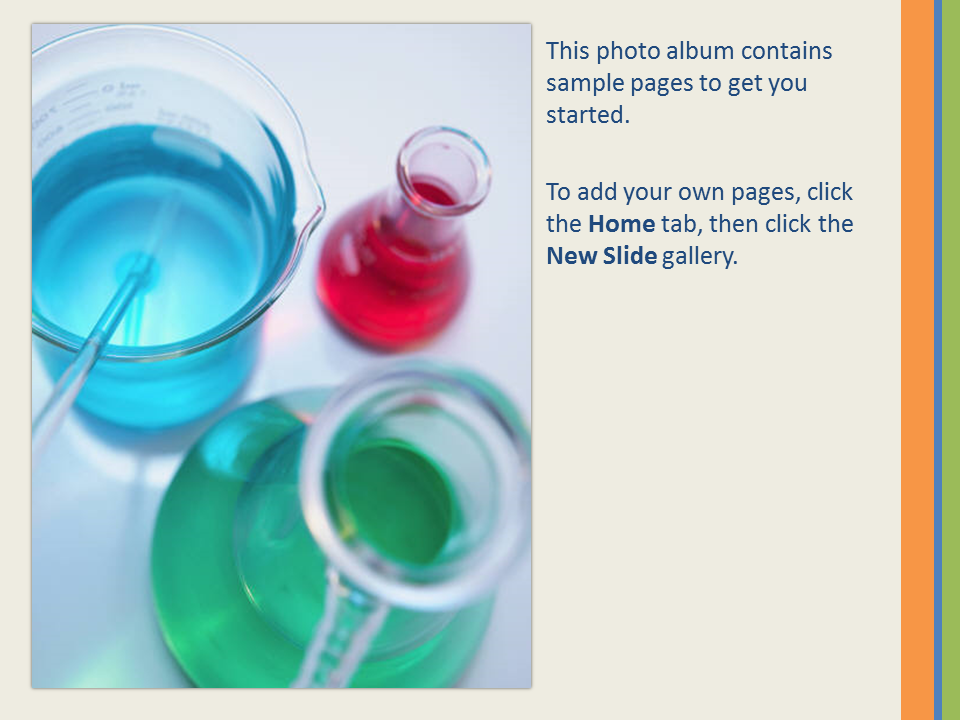 This photo album contains
sample pages to get you
started.
To add your own pages, click
the Home tab, then click the
New Slide gallery.